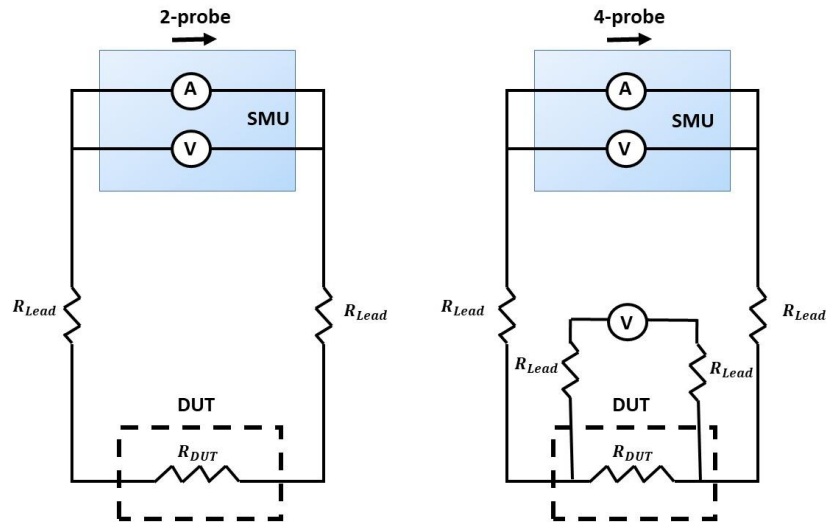 2-probe
A
SMU
V
R_Lead
R_Lead
DUT
R_DUT
4-probe
A
SMU
V
R_Lead
R_Lead
V
R_Lead
R_Lead
DUT
R_DUT